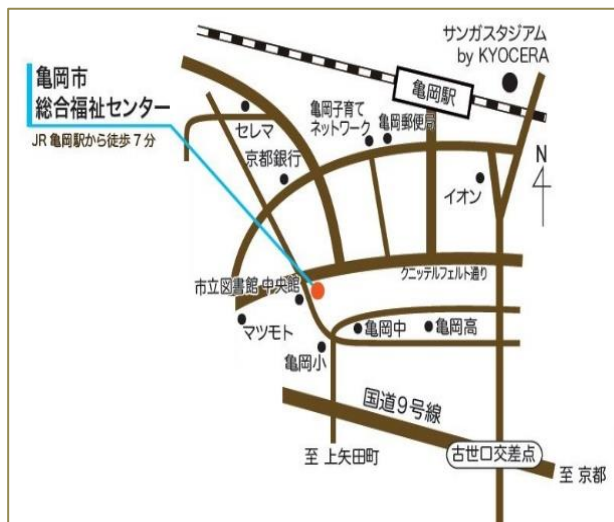 サンガスタジアム
by KYOCERA
亀岡駅
亀岡市
総合福祉センター
JR 亀岡駅から徒歩7分
セレマ
亀岡子育て
ネットワーク
亀岡郵便局
京都銀行
イオン
N
クニッテルフェルト通り
市立図書館 中央館
マツモト
亀岡小
亀岡中
亀岡高
国道9号線
至 上矢田町
古世口交差点
至 京都